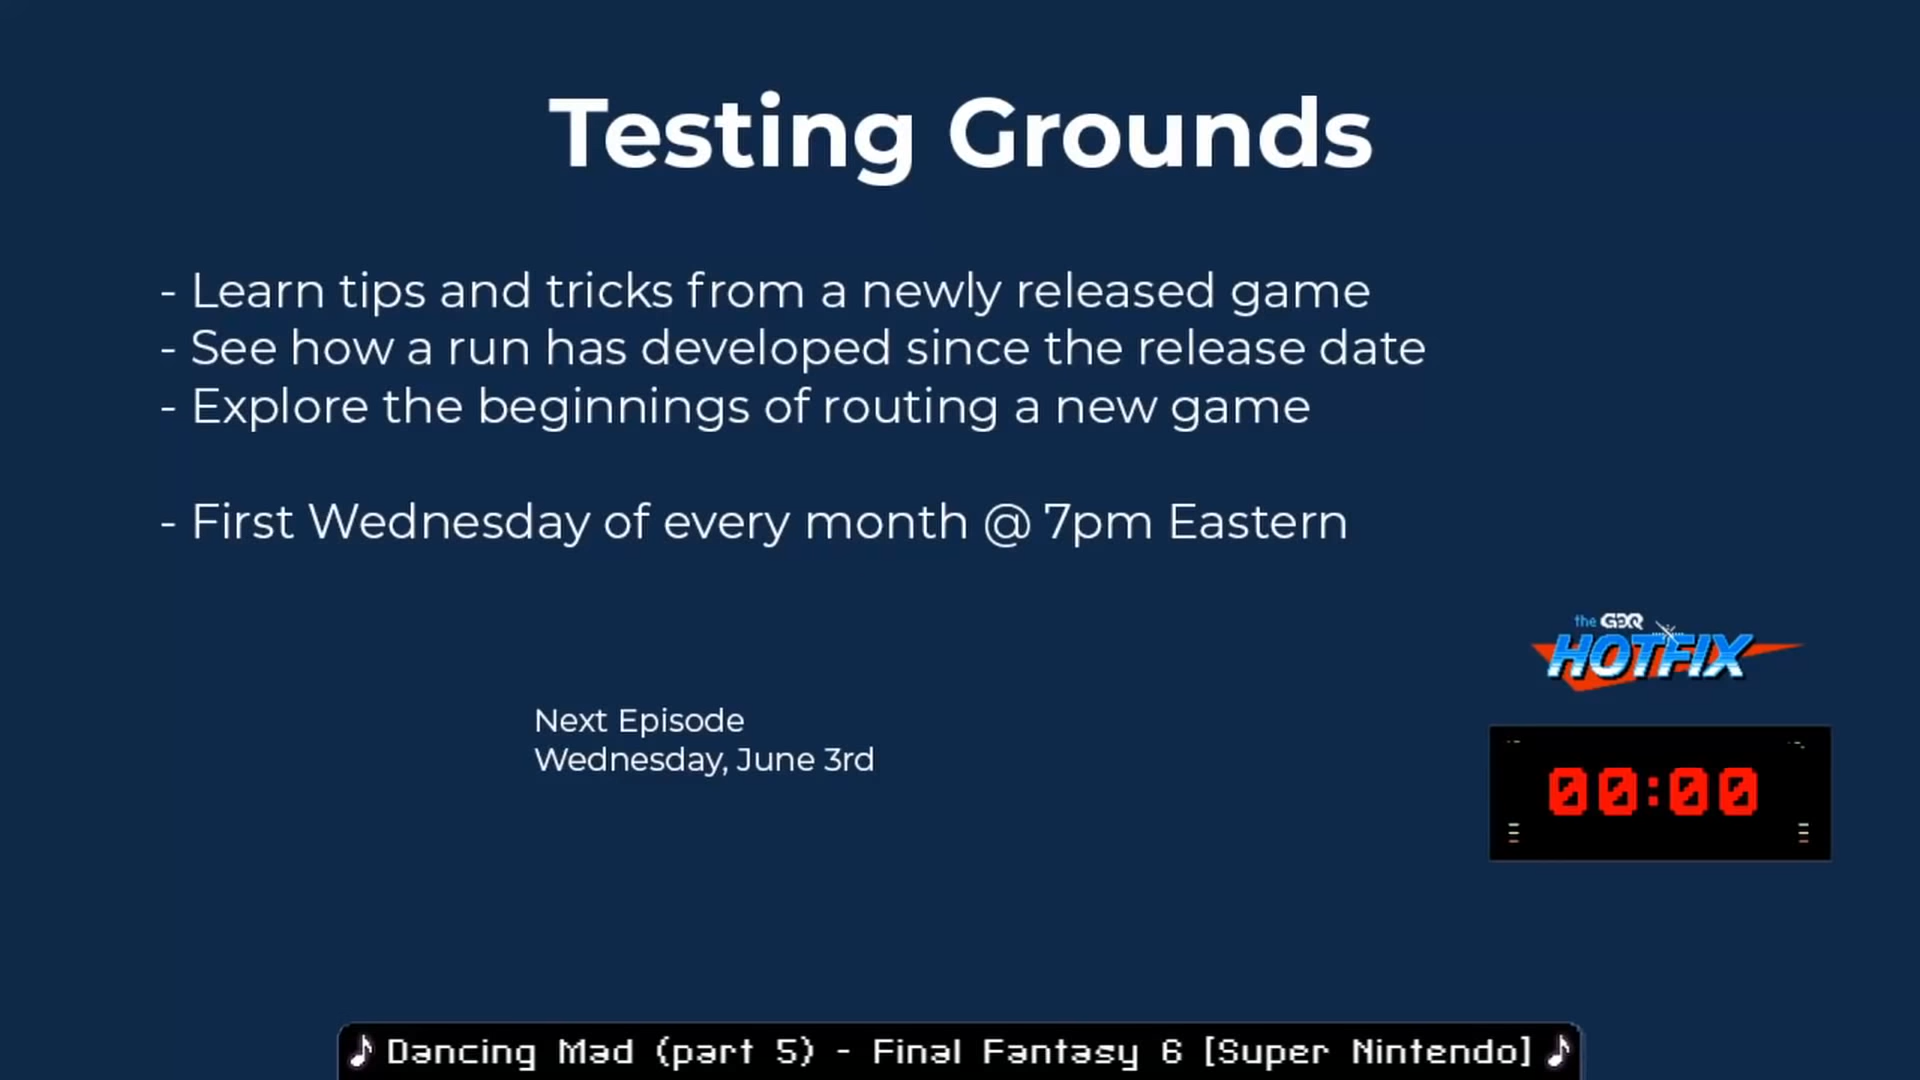 Testing Grounds
- Learn tips and tricks from a newly released game
- See how a run has developed since the release date
- Explore the beginnings of routing a new game
- First Wednesday of every month @ 7pm Eastern
the GDQ
HOTFIX
Next Episode
Wednesday, June 3rd
00:00
♪ Dancing Mad (part 5) - Final Fantasy 6 [Super Nintendo] ♪